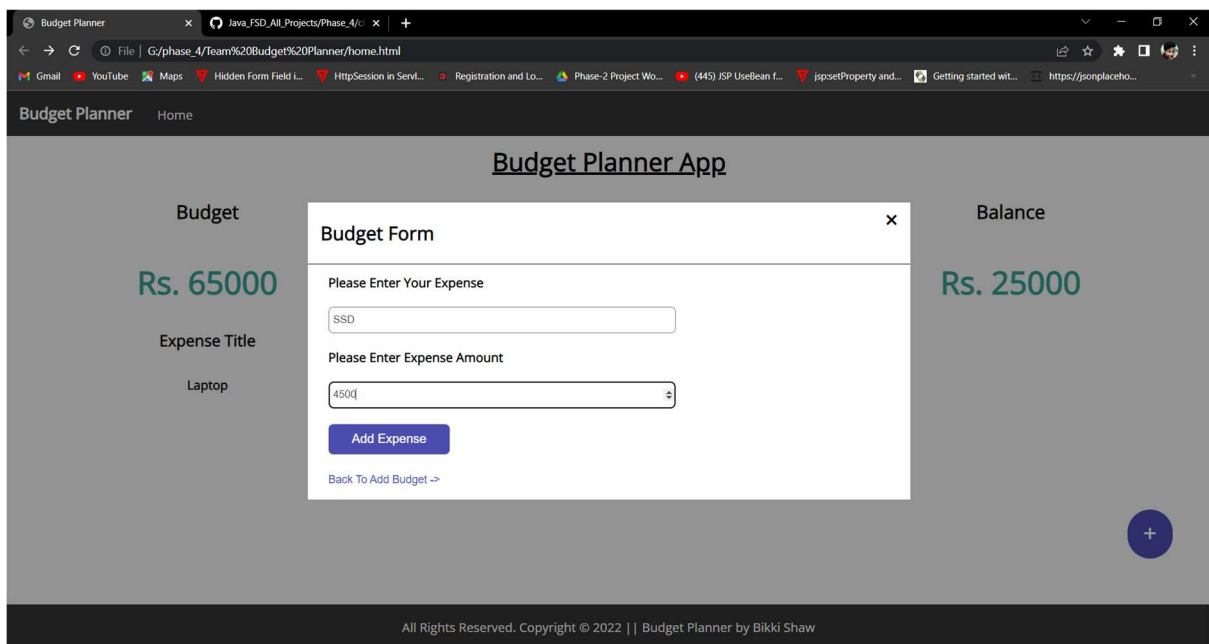 Budget Planner
Java_FSD_All_Projects/Phase_4/cl
File | G:/phase_4/Team%20Budget%20Planner/home.html
Gmail YouTube Maps Hidden Form Field i... HttpSession in Servl... Registration and Lo... Phase-2 Project Wo... (445) JSP UseBean f... jsp:setProperty and... Getting started wit... https://jsonplaceho... »
Budget Planner Home
Budget Planner App
Budget
Balance
Budget Form ×
Rs. 65000
Rs. 25000
Please Enter Your Expense
SSD
Expense Title
Please Enter Expense Amount
Laptop
4500
Add Expense
Back To Add Budget ->
+
All Rights Reserved. Copyright © 2022 || Budget Planner by Bikki Shaw